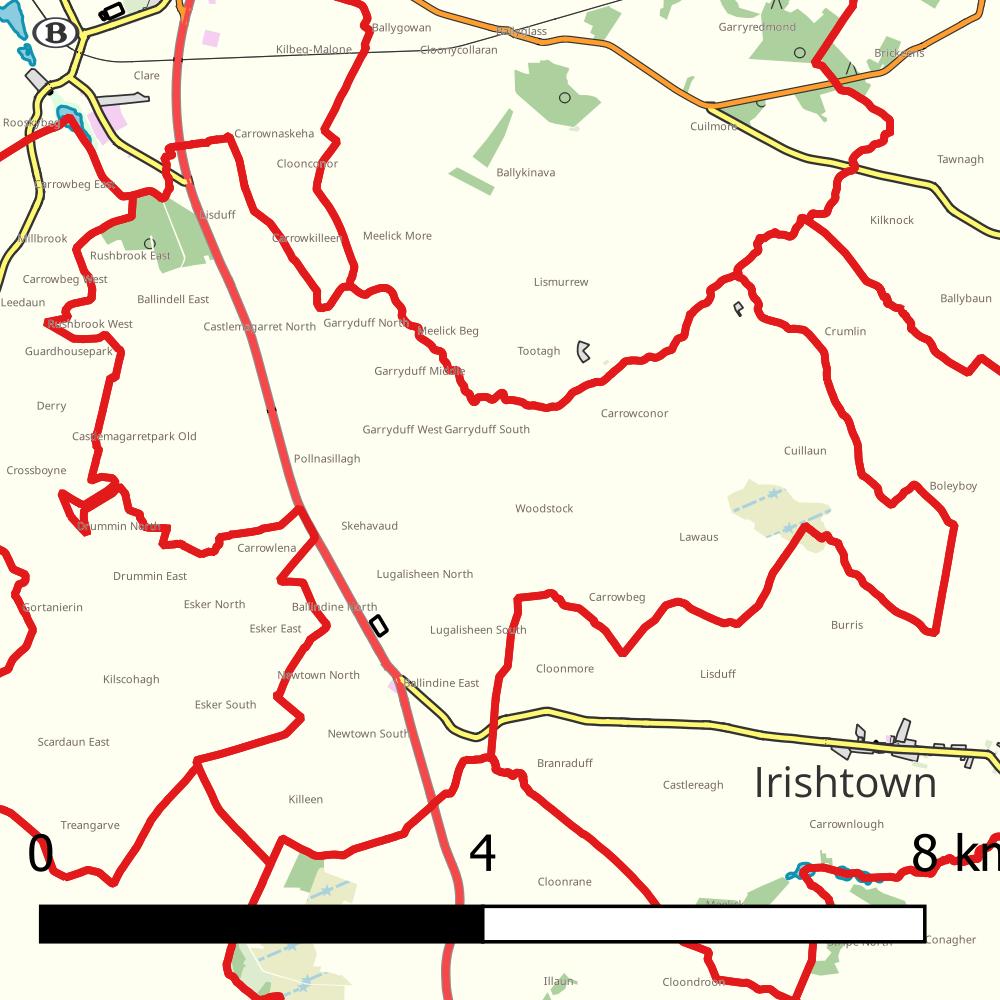 Ballygowan
Garryredmond
Ballyglass
B
Kilbeg-Malone
Cloonycollaran
Brickeens
Clare
Rooskybeg
Cuilmore
Carrownaskeha
Tawnagh
Cloonconor
Ballykinava
Carrowbeg East
Lisduff
Kilknock
Millbrook
Carrowkilleen
Meelick More
Rushbrook East
Carrowbeg West
Lismurrew
Leedaun
Ballindell East
Ballybaun
Rushbrook West
Castlemagarret North
Garryduff North
Meelick Beg
Crumlin
Guardhousepark
Tootagh
Garryduff Middle
Derry
Carrowconor
Castlemagarretpark Old
Garryduff West
Garryduff South
Cuillaun
Pollnasillagh
Crossboyne
Boleyboy
Woodstock
Drummin North
Skehavaud
Lawaus
Carrowlena
Drummin East
Lugalisheen North
Gortanierin
Esker North
Ballindine North
Carrowbeg
Esker East
Lugalisheen South
Burris
Cloonmore
Lisduff
Kilscohagh
Newtown North
Ballindine East
Esker South
Scardaun East
Newtown South
Branraduff
Irishtown
Castlereagh
Killeen
Treangarve
Carrownlough
0 4 8 km
Cloonrane
Conagher
Illaun
Cloondroon